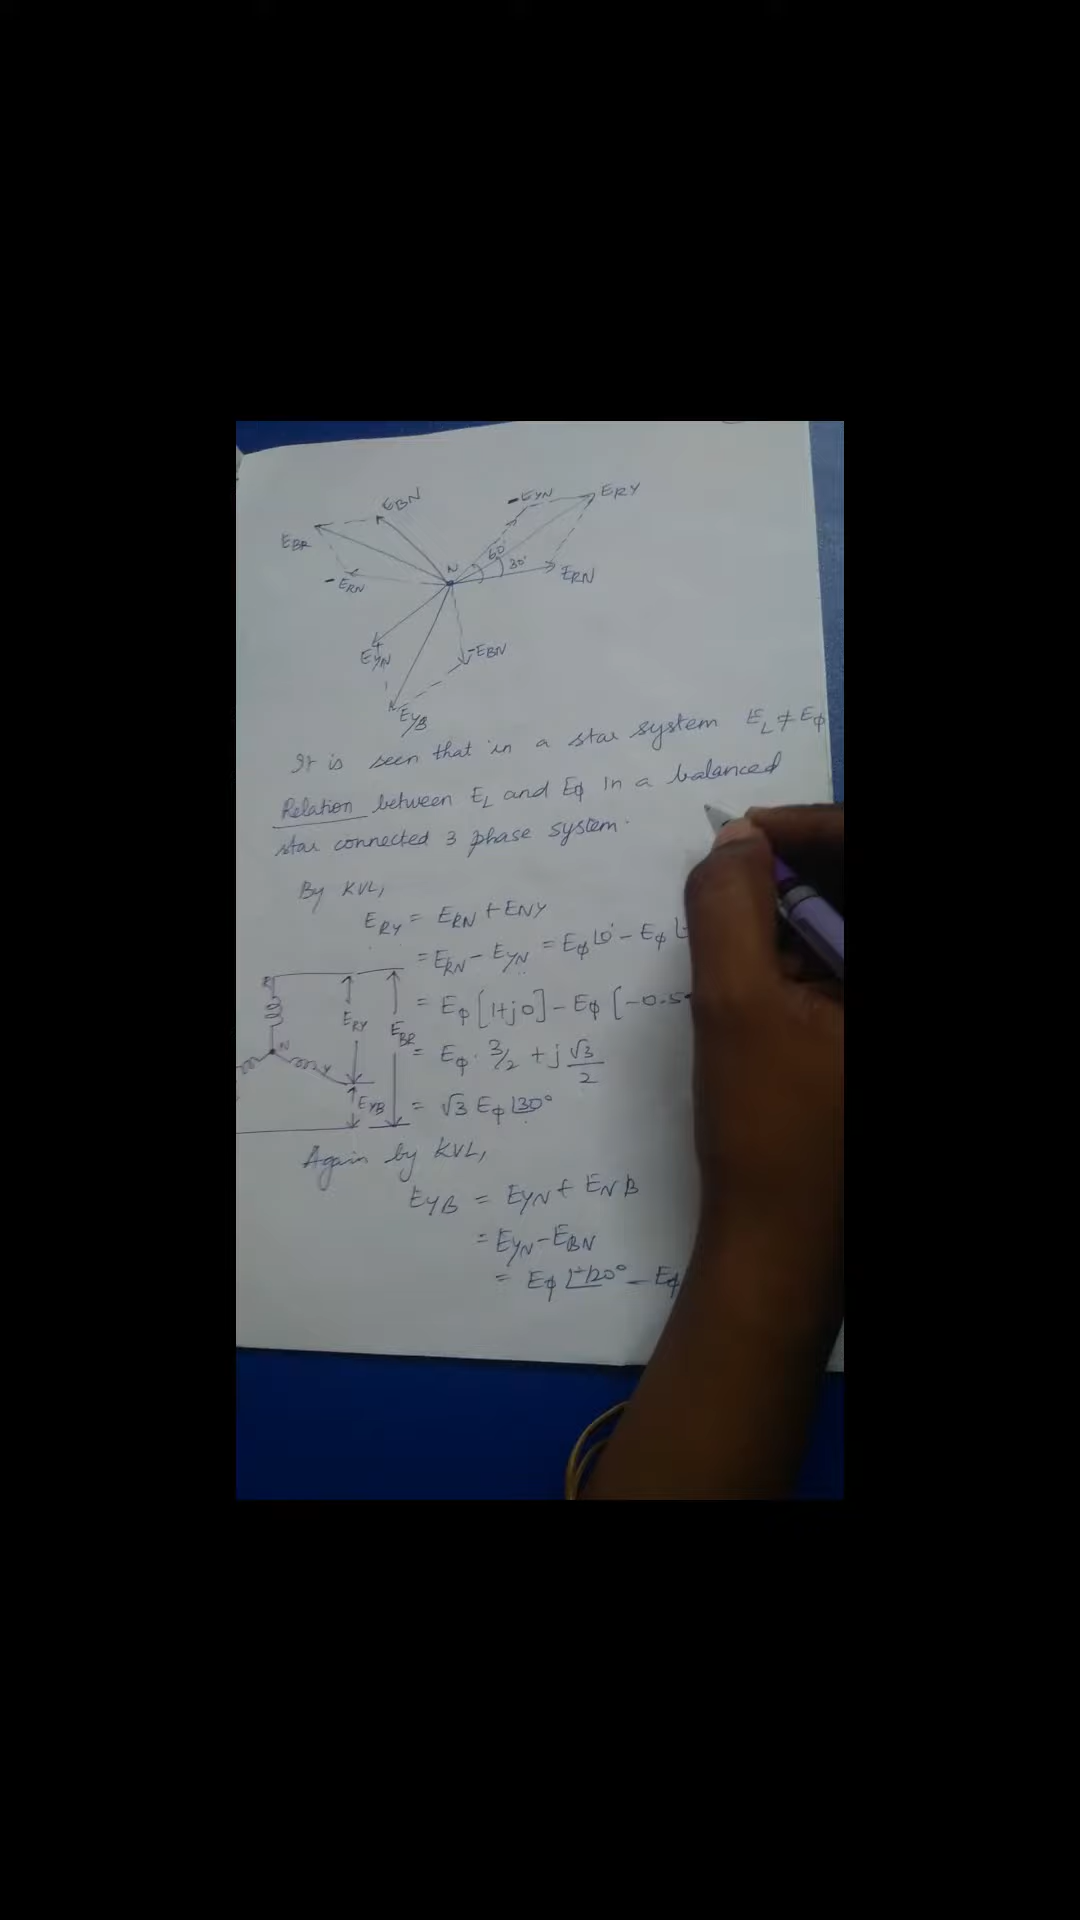 EBN
-EYN
ERY
EBR
N
60°
30°
ERN
-ERN
EYN
-EBN
EYB
It is seen that in a star system EL ≠ Eφ
Relation between EL and Eφ in a balanced
star connected 3 phase system.
By KVL,
ERY = ERN + ENY
= ERN - EYN = Eφ∠0° - Eφ∠
= Eφ [1+j0] - Eφ [-0.5
= Eφ · 3/2 + j √3/2
= √3 Eφ ∠30°
R
N
Y
ERY
EBR
EYB
Again by KVL,
EYB = EYN + ENB
= EYN - EBN
= Eφ ∠-120° - Eφ